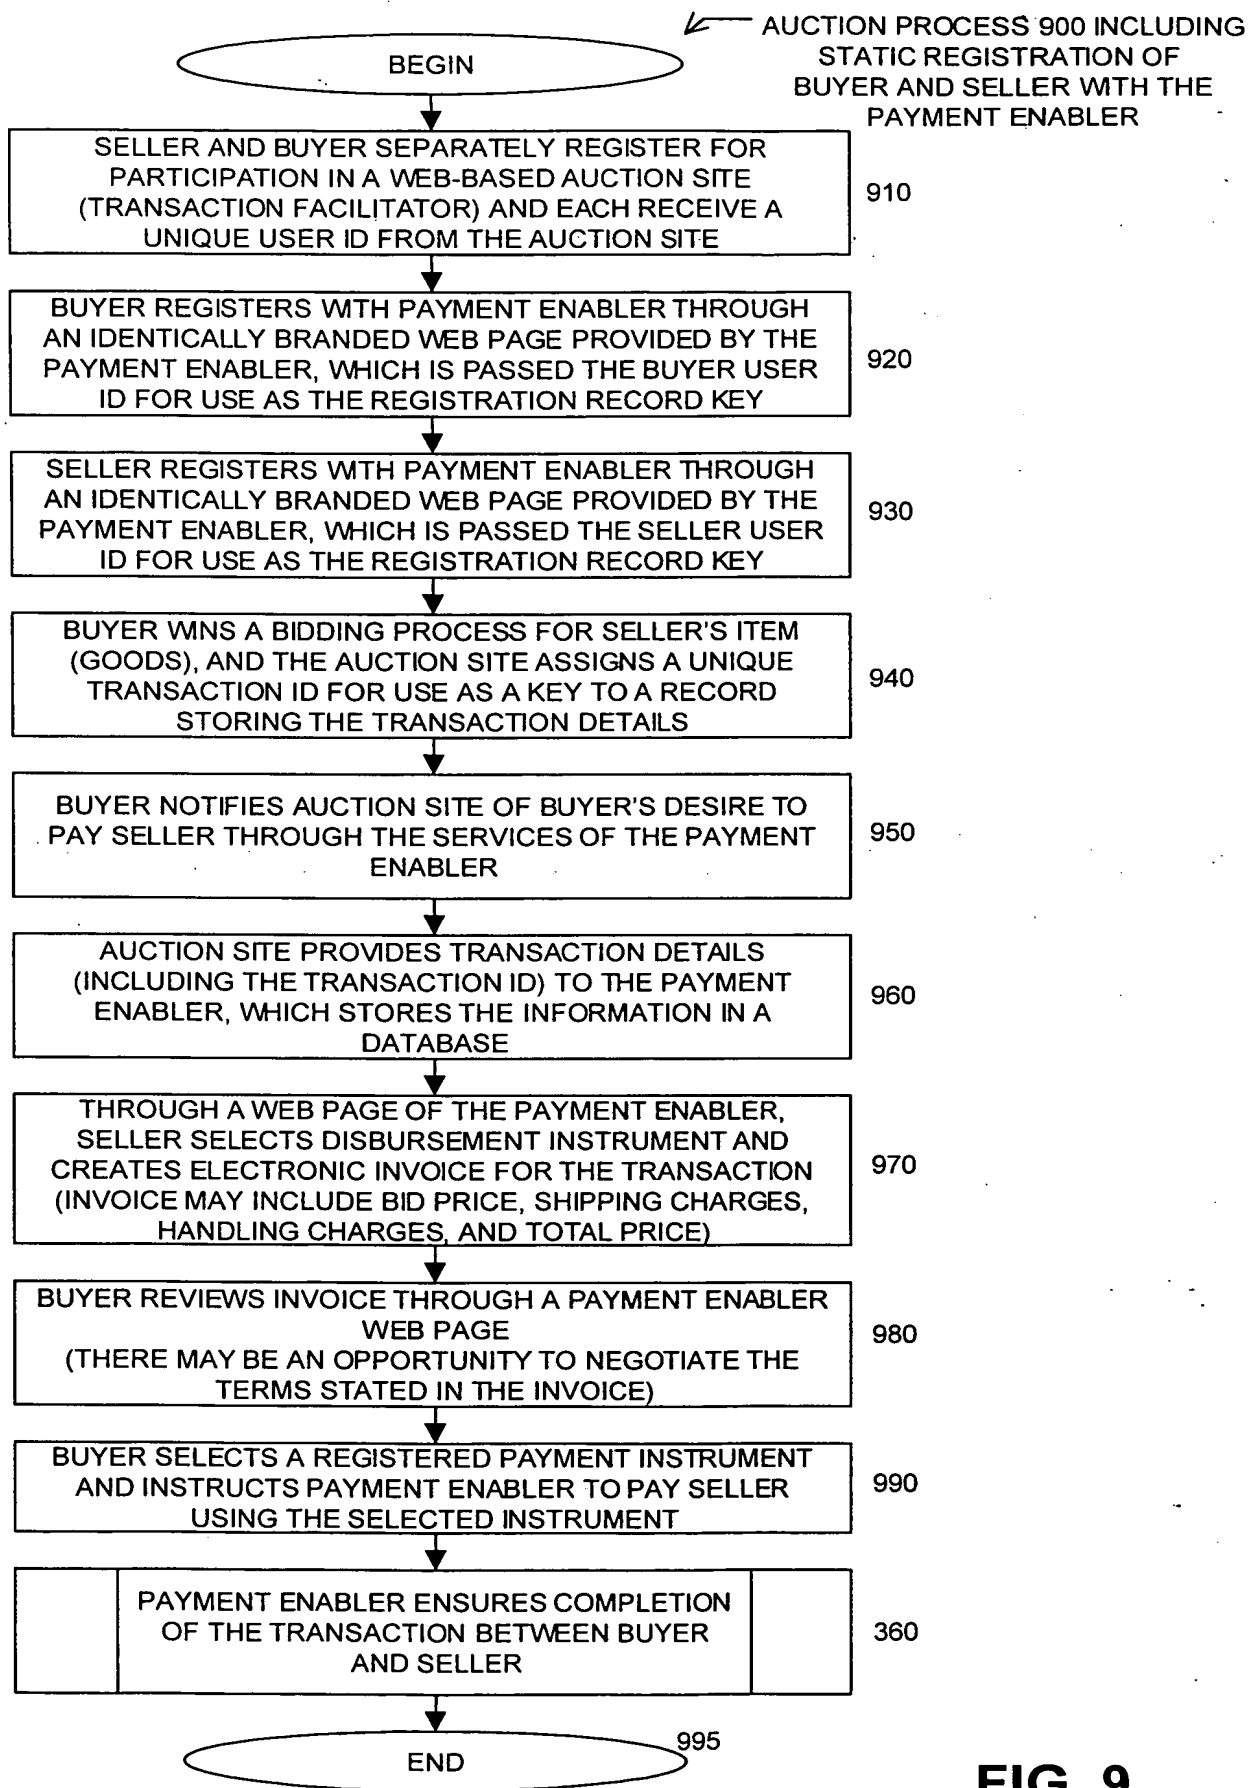 AUCTION PROCESS 900 INCLUDING
STATIC REGISTRATION OF
BUYER AND SELLER WITH THE
PAYMENT ENABLER
BEGIN
SELLER AND BUYER SEPARATELY REGISTER FOR
PARTICIPATION IN A WEB-BASED AUCTION SITE
(TRANSACTION FACILITATOR) AND EACH RECEIVE A
UNIQUE USER ID FROM THE AUCTION SITE
910
BUYER REGISTERS WITH PAYMENT ENABLER THROUGH
AN IDENTICALLY BRANDED WEB PAGE PROVIDED BY THE
PAYMENT ENABLER, WHICH IS PASSED THE BUYER USER
ID FOR USE AS THE REGISTRATION RECORD KEY
920
SELLER REGISTERS WITH PAYMENT ENABLER THROUGH
AN IDENTICALLY BRANDED WEB PAGE PROVIDED BY THE
PAYMENT ENABLER, WHICH IS PASSED THE SELLER USER
ID FOR USE AS THE REGISTRATION RECORD KEY
930
BUYER WINS A BIDDING PROCESS FOR SELLER'S ITEM
(GOODS), AND THE AUCTION SITE ASSIGNS A UNIQUE
TRANSACTION ID FOR USE AS A KEY TO A RECORD
STORING THE TRANSACTION DETAILS
940
BUYER NOTIFIES AUCTION SITE OF BUYER'S DESIRE TO
PAY SELLER THROUGH THE SERVICES OF THE PAYMENT
ENABLER
950
AUCTION SITE PROVIDES TRANSACTION DETAILS
(INCLUDING THE TRANSACTION ID) TO THE PAYMENT
ENABLER, WHICH STORES THE INFORMATION IN A
DATABASE
960
THROUGH A WEB PAGE OF THE PAYMENT ENABLER,
SELLER SELECTS DISBURSEMENT INSTRUMENT AND
CREATES ELECTRONIC INVOICE FOR THE TRANSACTION
(INVOICE MAY INCLUDE BID PRICE, SHIPPING CHARGES,
HANDLING CHARGES, AND TOTAL PRICE)
970
BUYER REVIEWS INVOICE THROUGH A PAYMENT ENABLER
WEB PAGE
(THERE MAY BE AN OPPORTUNITY TO NEGOTIATE THE
TERMS STATED IN THE INVOICE)
980
BUYER SELECTS A REGISTERED PAYMENT INSTRUMENT
AND INSTRUCTS PAYMENT ENABLER TO PAY SELLER
USING THE SELECTED INSTRUMENT
990
PAYMENT ENABLER ENSURES COMPLETION
OF THE TRANSACTION BETWEEN BUYER
AND SELLER
360
END
995
FIG. 9